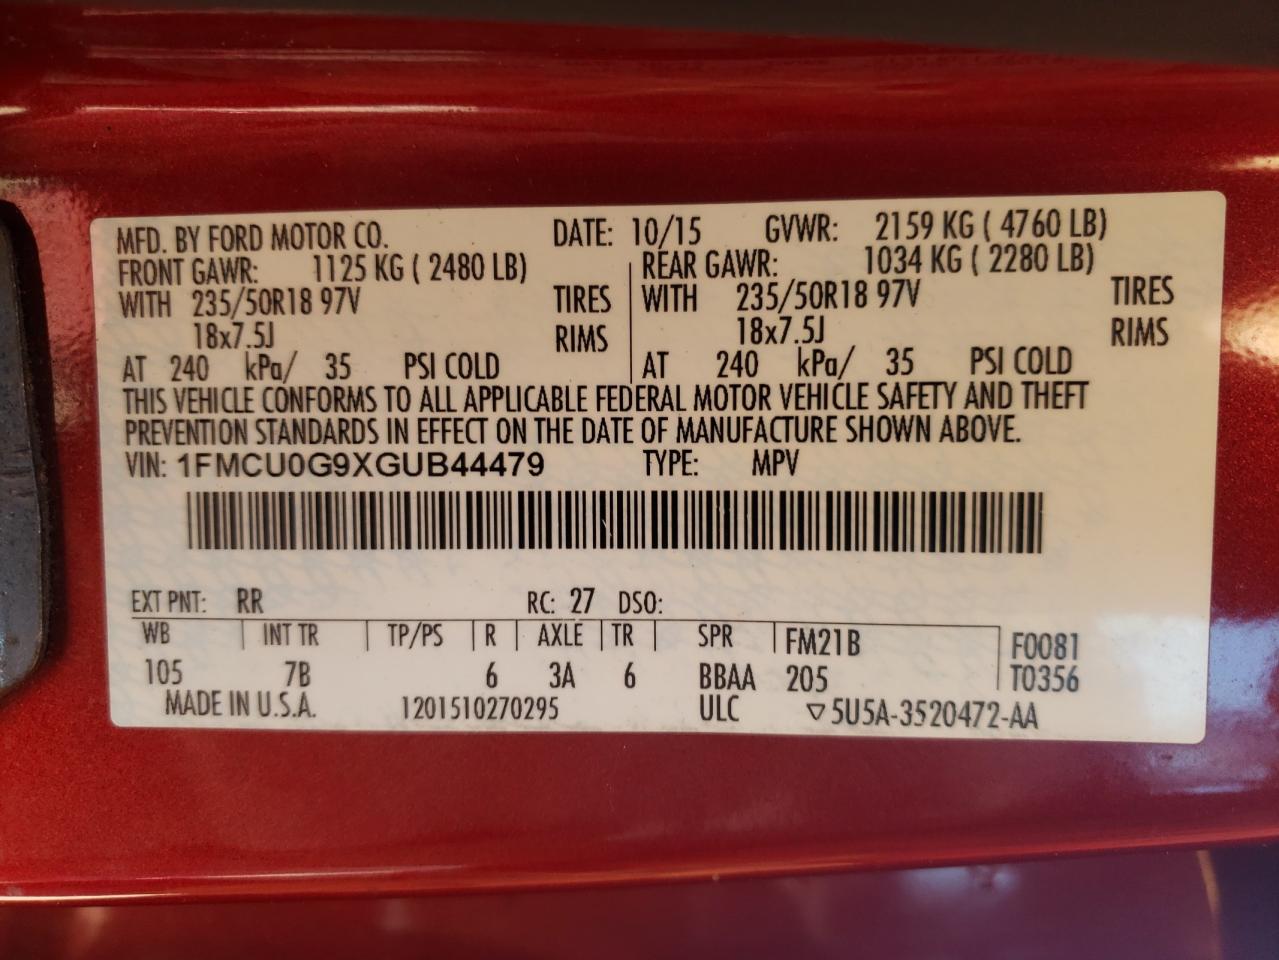 MFD. BY FORD MOTOR CO. DATE: 10/15 GVWR: 2159 KG ( 4760 LB)
FRONT GAWR: 1125 KG ( 2480 LB) REAR GAWR: 1034 KG ( 2280 LB)
WITH 235/50R18 97V TIRES WITH 235/50R18 97V TIRES
18x7.5J RIMS 18x7.5J RIMS
AT 240 kPa/ 35 PSI COLD AT 240 kPa/ 35 PSI COLD
THIS VEHICLE CONFORMS TO ALL APPLICABLE FEDERAL MOTOR VEHICLE SAFETY AND THEFT
PREVENTION STANDARDS IN EFFECT ON THE DATE OF MANUFACTURE SHOWN ABOVE.
VIN: 1FMCU0G9XGUB44479 TYPE: MPV
EXT PNT: RR RC: 27 DSO:
WB INT TR TP/PS R AXLE TR SPR FM21B F0081
105 7B 6 3A 6 BBAA 205 T0356
MADE IN U.S.A. 1201510270295 ULC ▽5U5A-3520472-AA